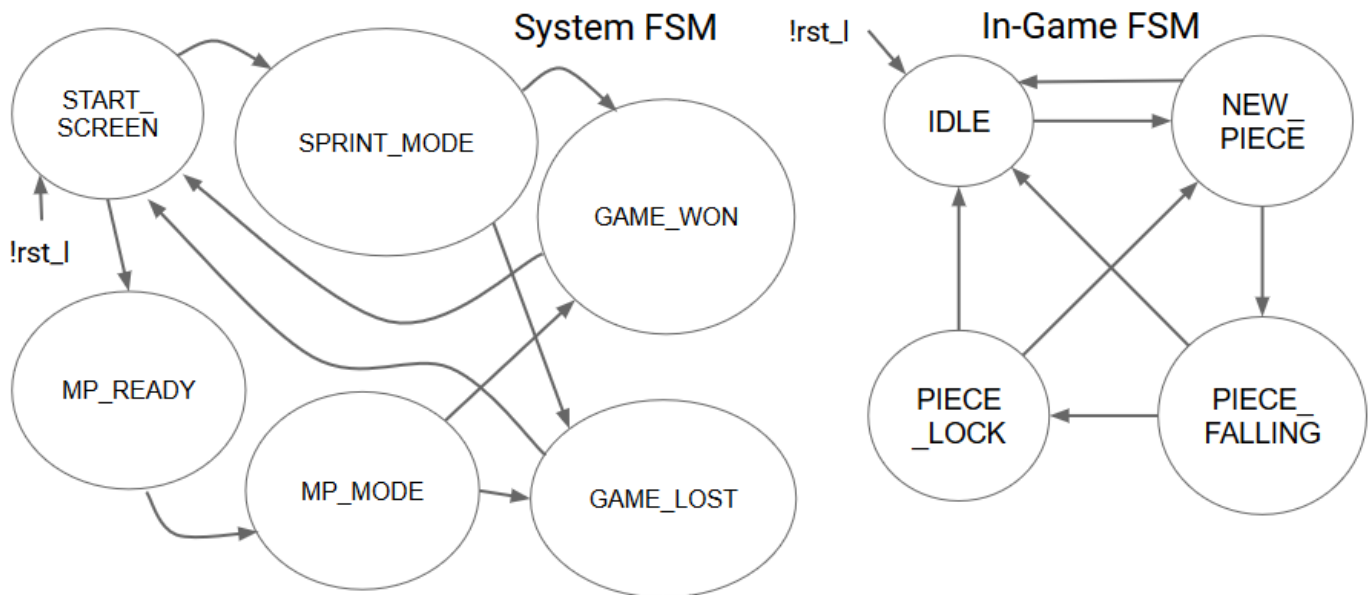 System FSM
START_
SCREEN
SPRINT_MODE
GAME_WON
!rst_l
MP_READY
MP_MODE
GAME_LOST
In-Game FSM
!rst_l
IDLE
NEW_
PIECE
PIECE
_LOCK
PIECE_
FALLING